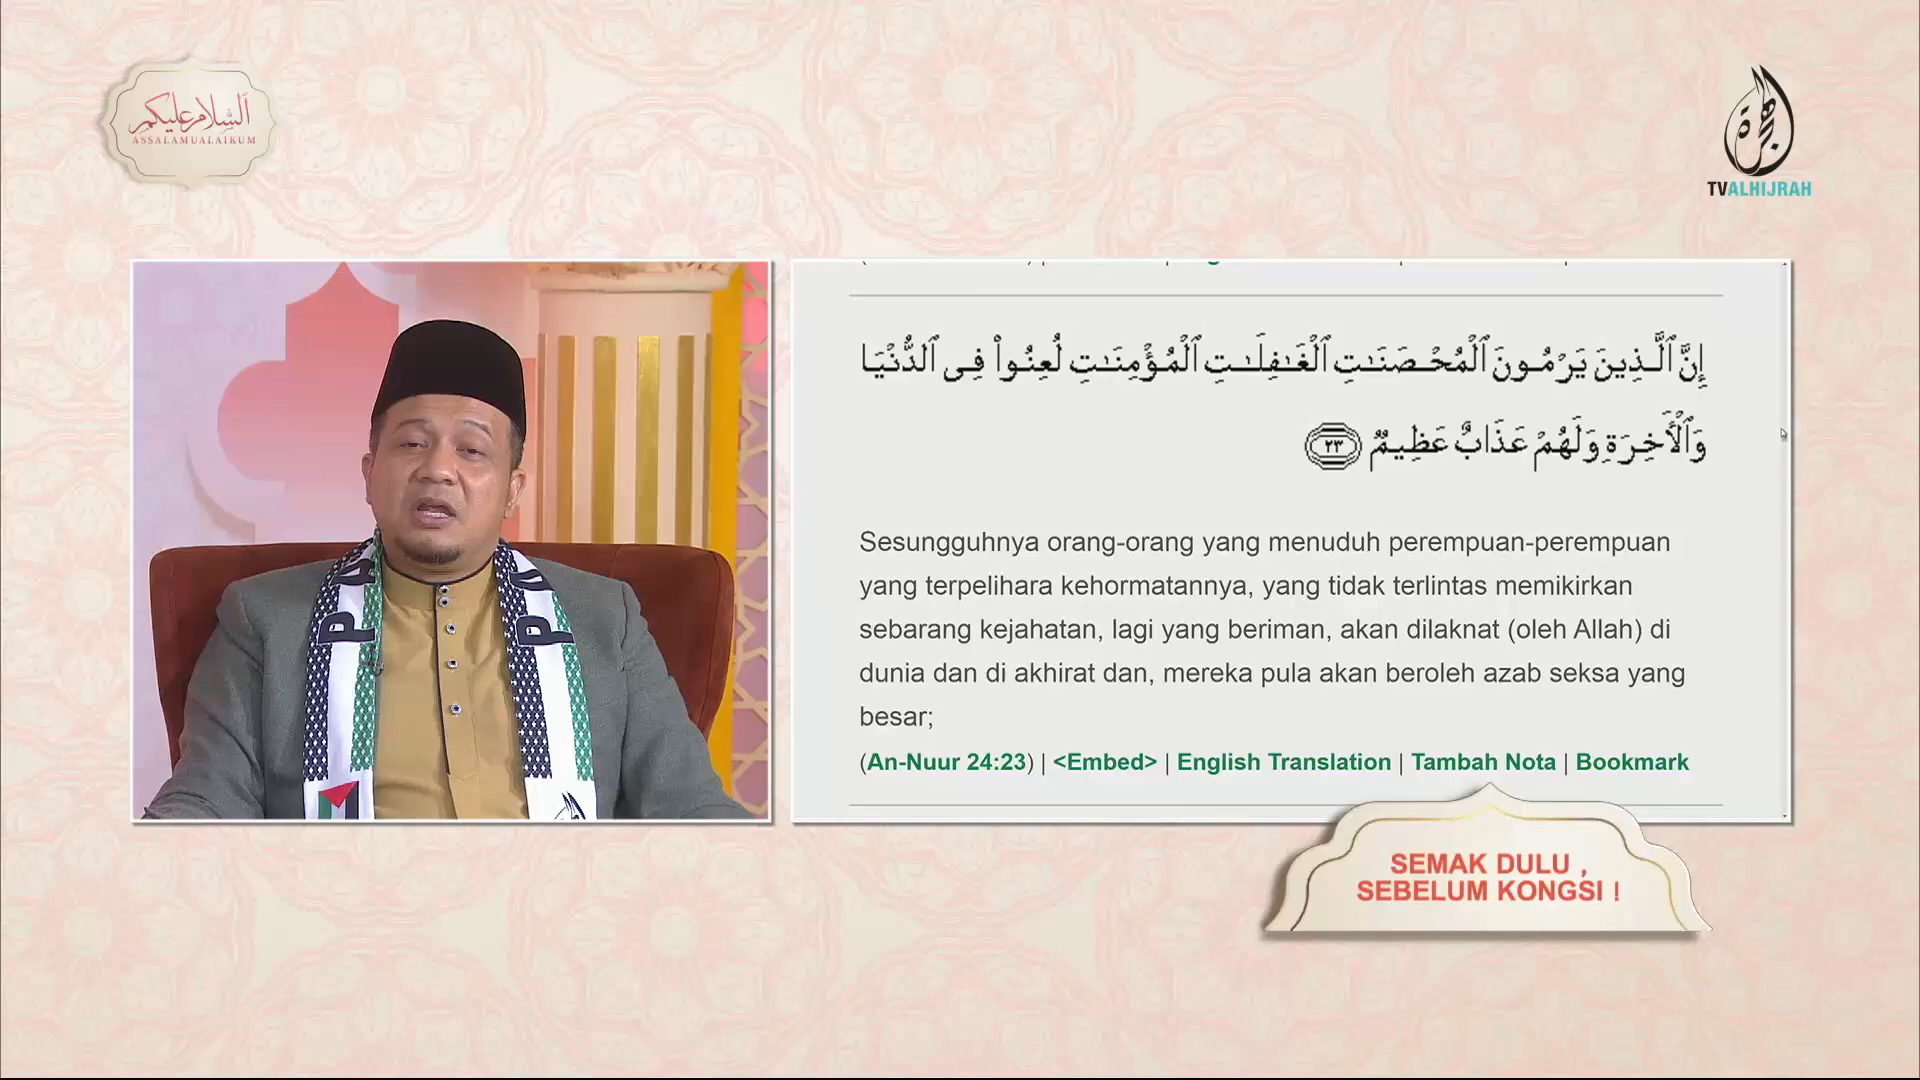 السلام عليكم
ASSALAMUALAIKUM
TVALHIJRAH
إِنَّ ٱلَّذِينَ يَرْمُونَ ٱلْمُحْصَنَـٰتِ ٱلْغَـٰفِلَـٰتِ ٱلْمُؤْمِنَـٰتِ لُعِنُوا۟ فِى ٱلدُّنْيَا
وَٱلْأَخِرَةِ وَلَهُمْ عَذَابٌ عَظِيمٌ ٢٣
Sesungguhnya orang-orang yang menuduh perempuan-perempuan
yang terpelihara kehormatannya, yang tidak terlintas memikirkan
sebarang kejahatan, lagi yang beriman, akan dilaknat (oleh Allah) di
dunia dan di akhirat dan, mereka pula akan beroleh azab seksa yang
besar;
(An-Nuur 24:23) | <Embed> | English Translation | Tambah Nota | Bookmark
SEMAK DULU ,
SEBELUM KONGSI !